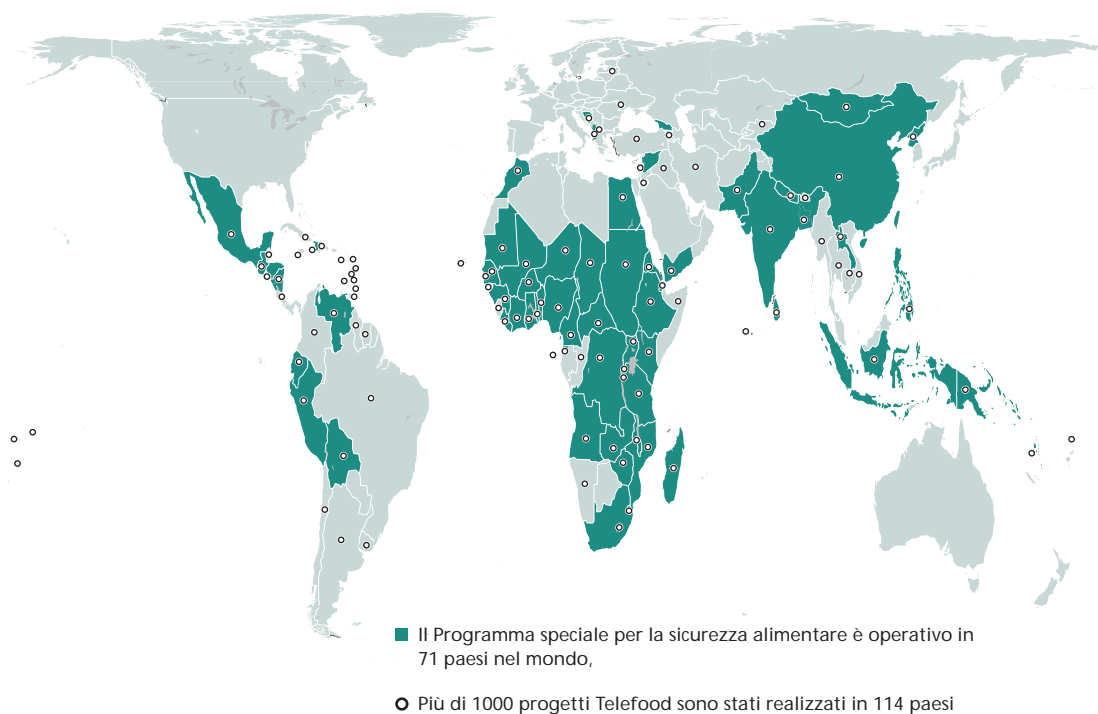 Il Programma speciale per la sicurezza alimentare è operativo in
71 paesi nel mondo,
Più di 1000 progetti Telefood sono stati realizzati in 114 paesi